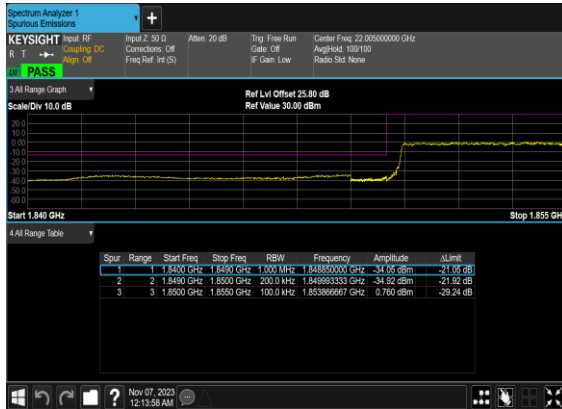 Spectrum Analyzer 1
Spurious Emissions
+
KEYSIGHT Input: RF Input Z: 50 Ω Atten: 20 dB Trig: Free Run Center Freq: 22.005000000 GHz
R T Coupling: DC Corrections: Off Gate: Off Avg|Hold: 100/100
Align: Off Freq Ref: Int (S) IF Gain: Low Radio Std: None
LNI PASS
3 All Range Graph
Ref Lvl Offset 25.80 dB
Scale/Div 10.0 dB Ref Value 30.00 dBm
20.0
10.0
0.00
-10.0
-20.0
-30.0
-40.0
-50.0
-60.0
Start 1.840 GHz Stop 1.855 GH
4 All Range Table
Spur Range Start Freq Stop Freq RBW Frequency Amplitude ΔLimit
1 1 1.8400 GHz 1.8490 GHz 1.000 MHz 1.848850000 GHz -34.05 dBm -21.05 dB
2 2 1.8490 GHz 1.8500 GHz 200.0 kHz 1.849993333 GHz -34.92 dBm -21.92 dB
3 3 1.8500 GHz 1.8550 GHz 100.0 kHz 1.853866667 GHz 0.760 dBm -29.24 dB
? Nov 07, 2023
12:13:58 AM